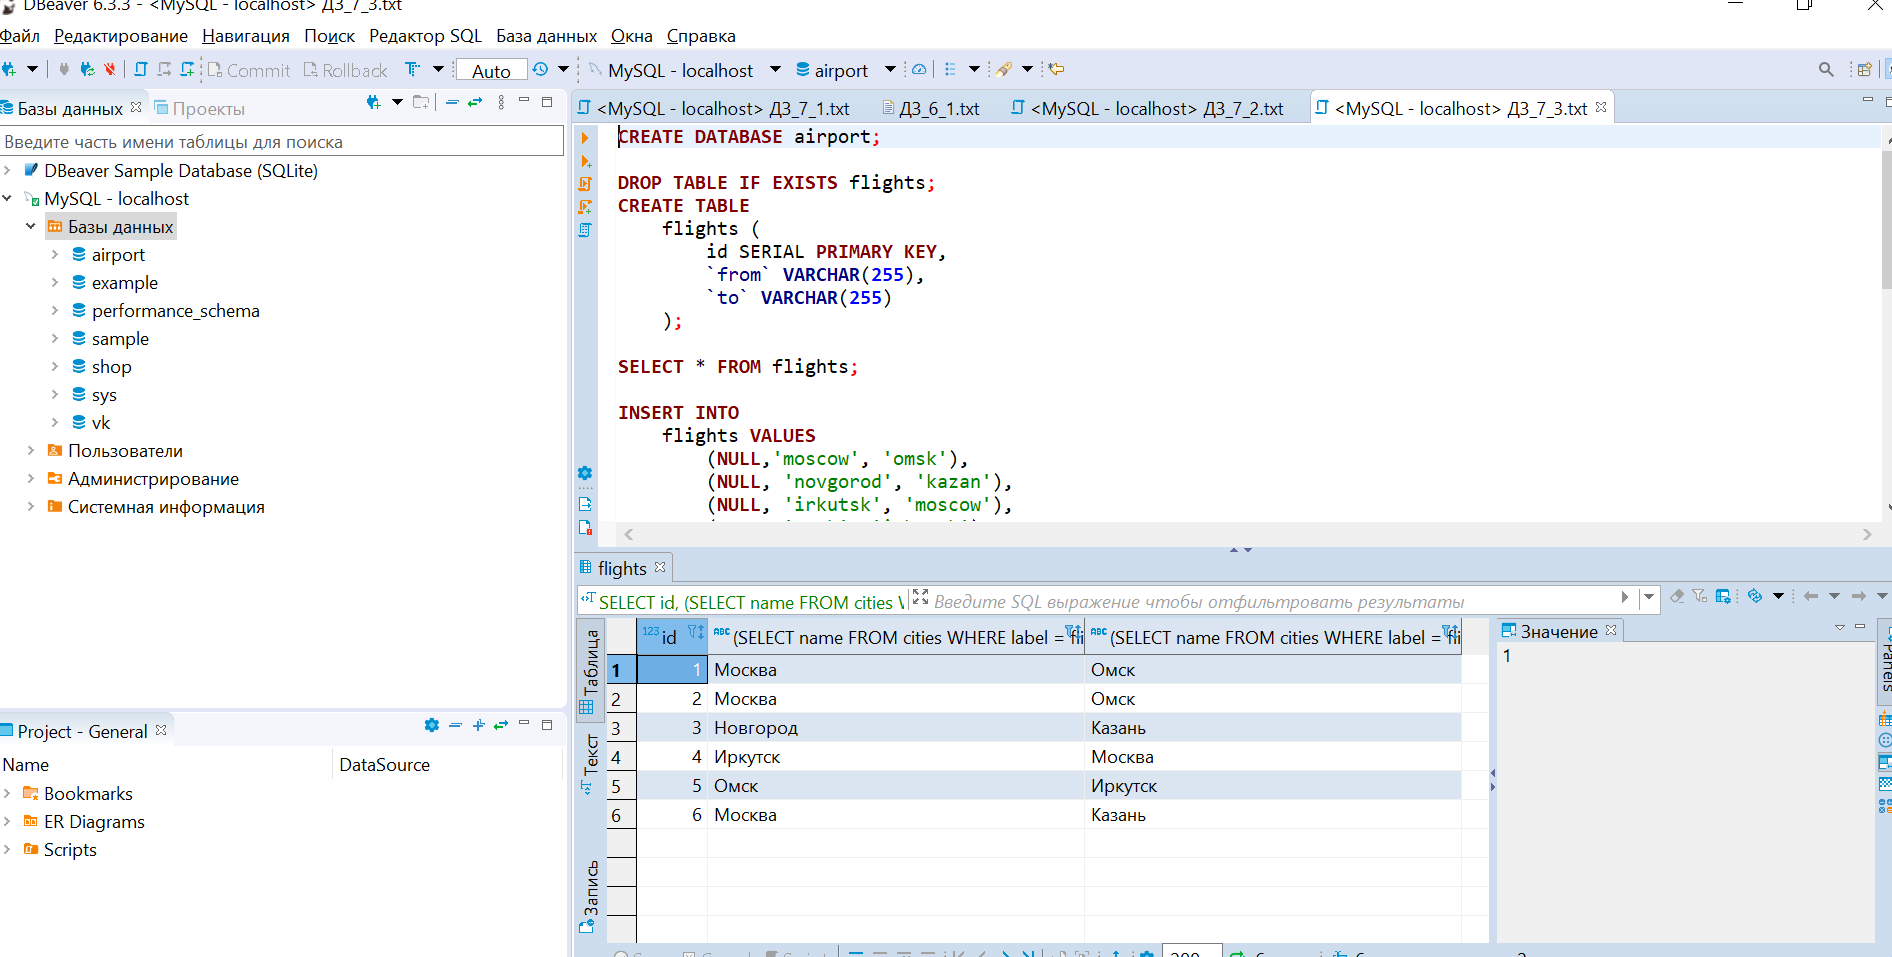 DBeaver 6.3.3 - <MySQL - localhost> ДЗ_7_3.txt
Файл Редактирование Навигация Поиск Редактор SQL База данных Окна Справка
Commit Rollback Auto MySQL - localhost airport
Базы данных Проекты
Введите часть имени таблицы для поиска
DBeaver Sample Database (SQLite)
MySQL - localhost
Базы данных
airport
example
performance_schema
sample
shop
sys
vk
Пользователи
Администрирование
Системная информация
Project - General
Name DataSource
Bookmarks
ER Diagrams
Scripts
<MySQL - localhost> ДЗ_7_1.txt ДЗ_6_1.txt <MySQL - localhost> ДЗ_7_2.txt <MySQL - localhost> ДЗ_7_3.txt
CREATE DATABASE airport;
DROP TABLE IF EXISTS flights;
CREATE TABLE
flights (
id SERIAL PRIMARY KEY,
`from` VARCHAR(255),
`to` VARCHAR(255)
);
SELECT * FROM flights;
INSERT INTO
flights VALUES
(NULL,'moscow', 'omsk'),
(NULL, 'novgorod', 'kazan'),
(NULL, 'irkutsk', 'moscow'),
flights
SELECT id, (SELECT name FROM cities Введите SQL выражение чтобы отфильтровать результаты
Таблица
Текст
Запись
123 id ABC (SELECT name FROM cities WHERE label = fli ABC (SELECT name FROM cities WHERE label = fli
1 1 Москва Омск
2 2 Москва Омск
3 3 Новгород Казань
4 4 Иркутск Москва
5 5 Омск Иркутск
6 6 Москва Казань
Значение
1
Panels
200